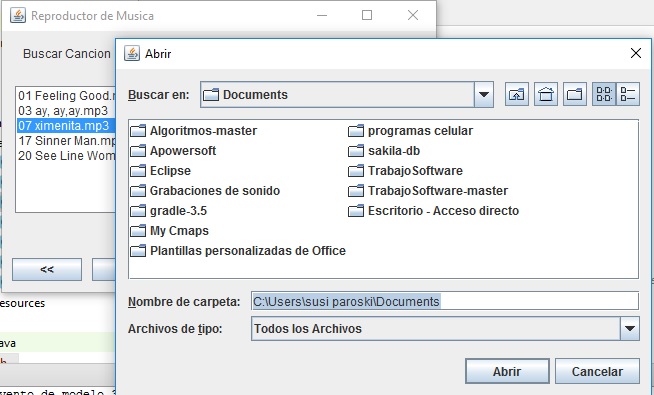 Reproductor de Musica
Buscar Cancion
01 Feeling Good.
03 ay, ay,ay.mp3
07 ximenita.mp3
17 Sinner Man.mp
20 See Line Wom
<<
esources
ava
vento de modelo
Abrir
Buscar en: Documents
Algoritmos-master
Apowersoft
Eclipse
Grabaciones de sonido
gradle-3.5
My Cmaps
Plantillas personalizadas de Office
programas celular
sakila-db
TrabajoSoftware
TrabajoSoftware-master
Escritorio - Acceso directo
Nombre de carpeta: C:\Users\susi paroski\Documents
Archivos de tipo: Todos los Archivos
Abrir Cancelar